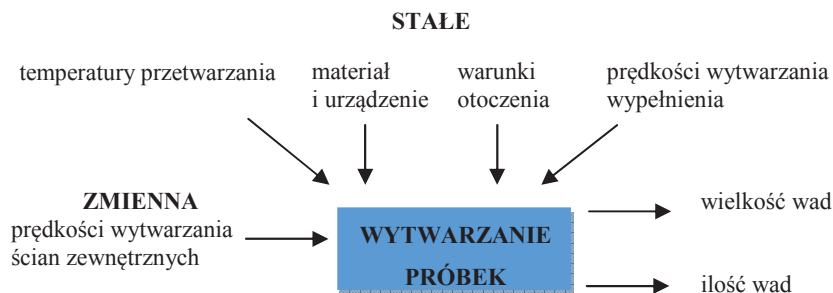 STAŁE
temperatury przetwarzania
materiał
i urządzenie
warunki
otoczenia
prędkości wytwarzania
wypełnienia
ZMIENNA
prędkości wytwarzania
ścian zewnętrznych
WYTWARZANIE
PRÓBEK
wielkość wad
ilość wad